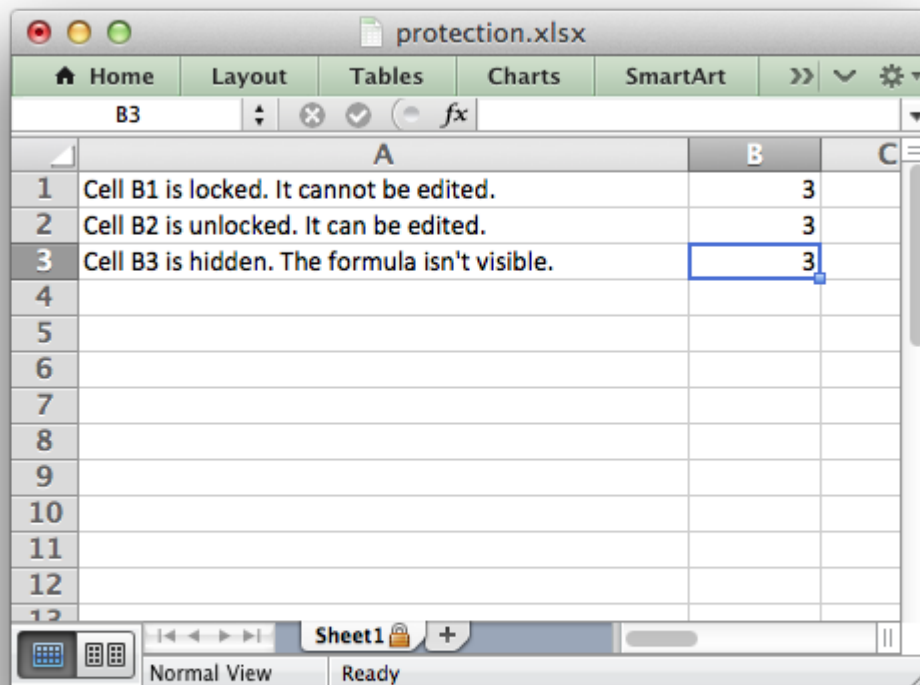 protection.xlsx
Home Layout Tables Charts SmartArt
B3 fx
A B C
1 Cell B1 is locked. It cannot be edited. 3
2 Cell B2 is unlocked. It can be edited. 3
3 Cell B3 is hidden. The formula isn't visible. 3
4
5
6
7
8
9
10
11
12
13
Sheet1 +
Normal View Ready